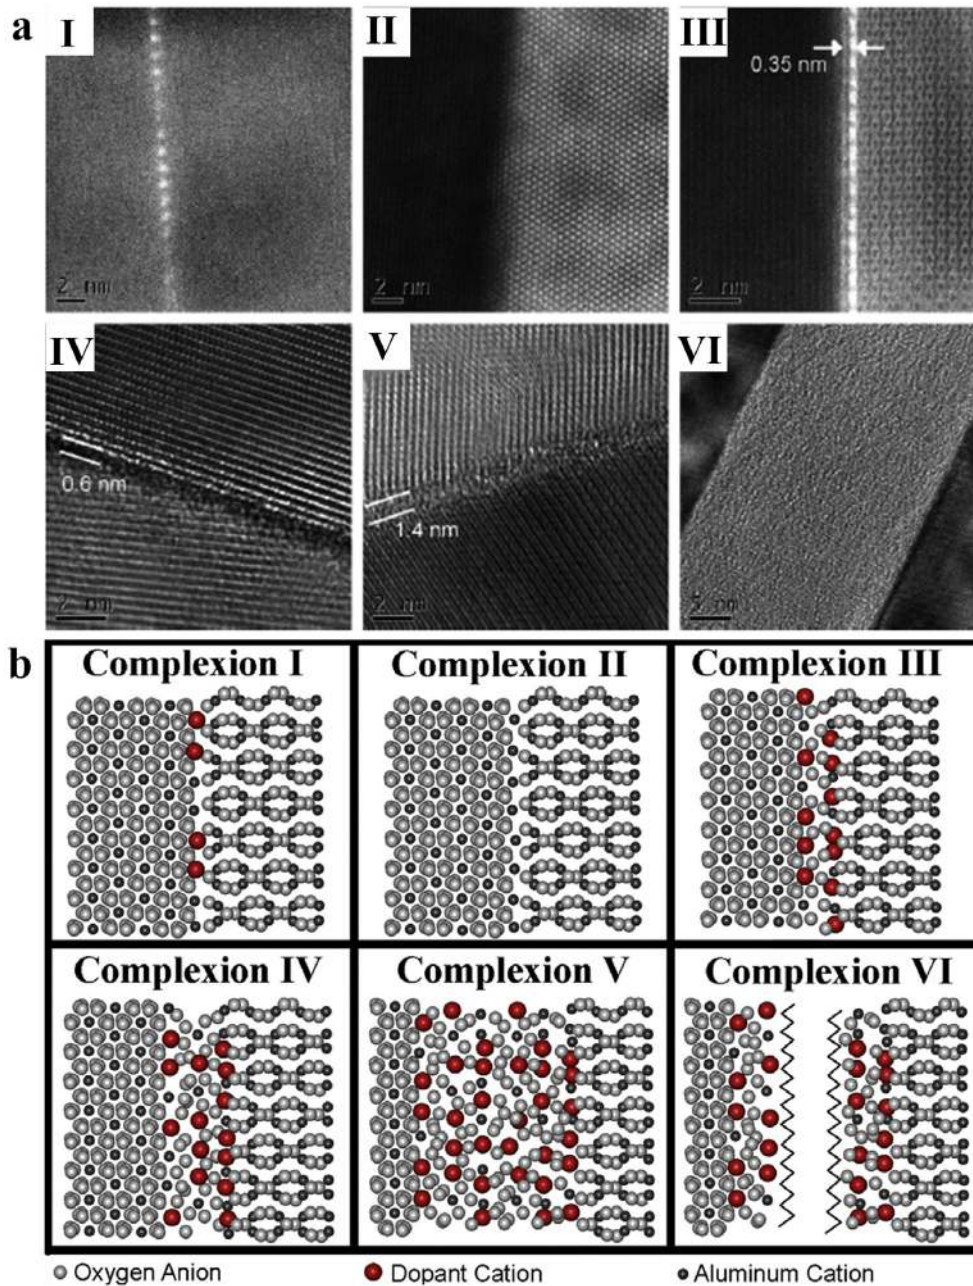 a
I
II
III
0.35 nm
2 nm
2 nm
2 nm
IV
V
VI
0.6 nm
1.4 nm
2 nm
2 nm
5 nm
b
Complexion I
Complexion II
Complexion III
Complexion IV
Complexion V
Complexion VI
Oxygen Anion
Dopant Cation
Aluminum Cation